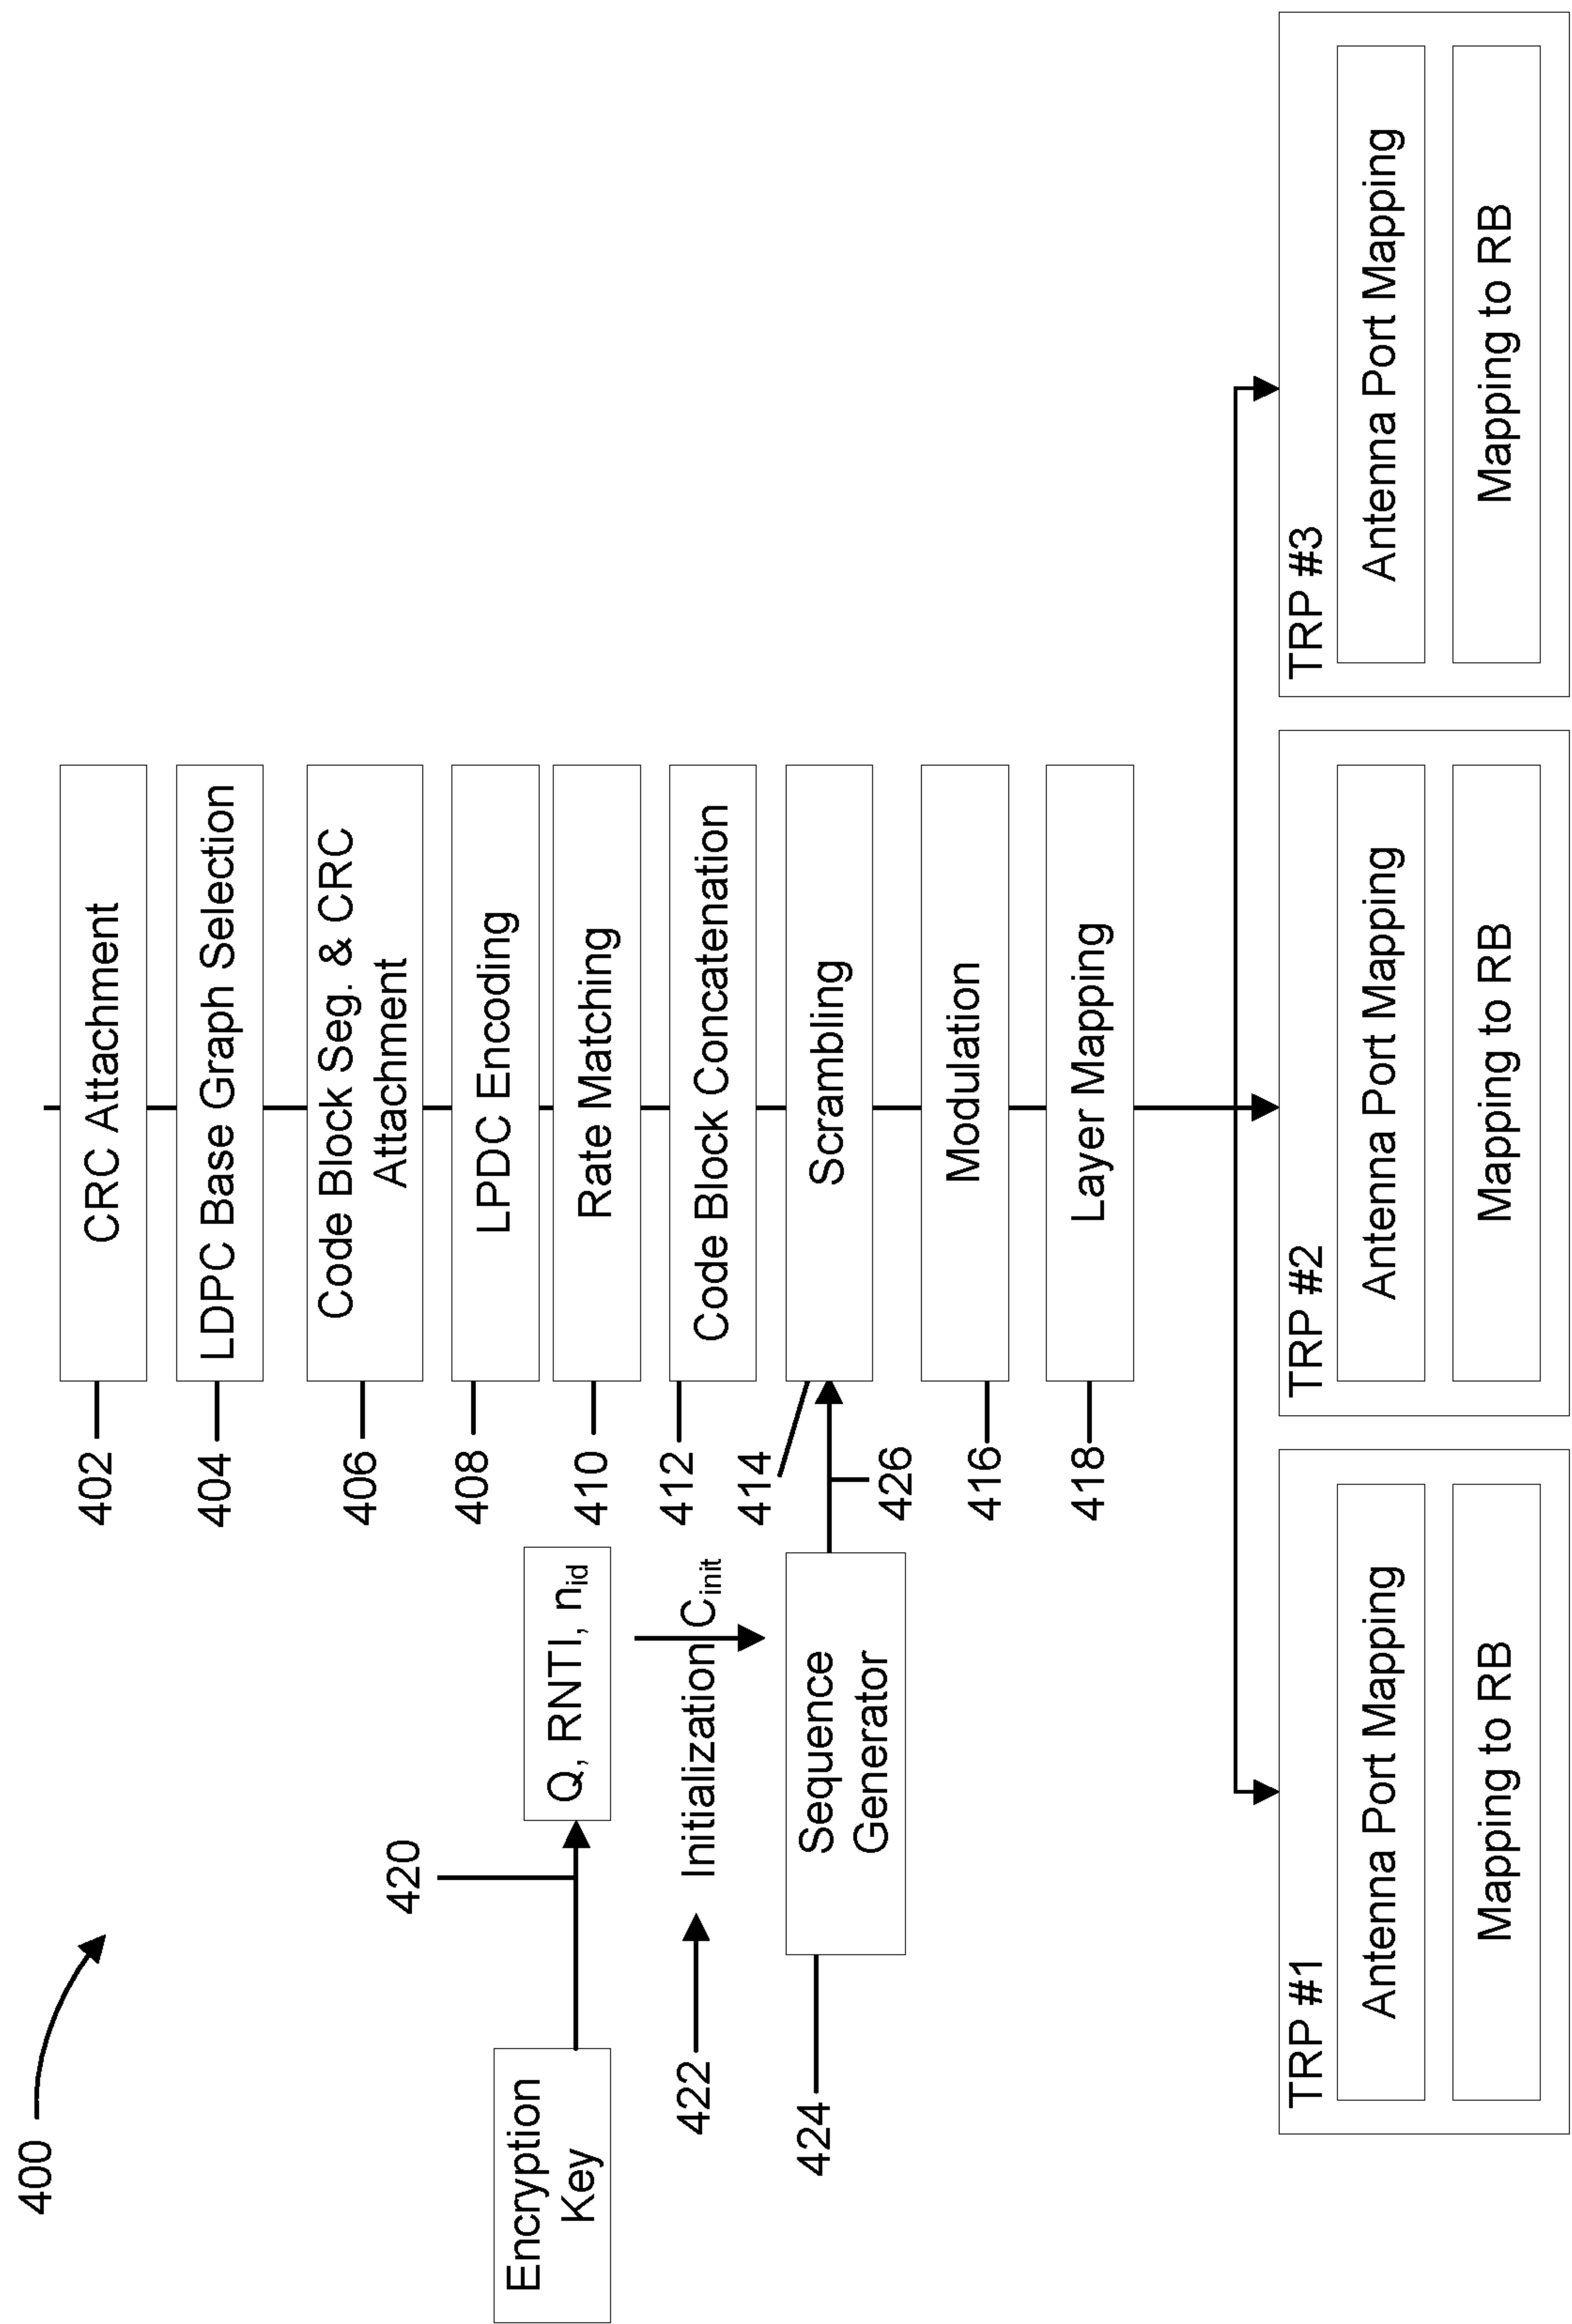 400
402
CRC Attachment
404
LDPC Base Graph Selection
406
Code Block Seg. & CRC
Attachment
408
LPDC Encoding
410
Rate Matching
412
Code Block Concatenation
414
Scrambling
416
Modulation
418
Layer Mapping
Encryption
Key
420
Q, RNTI, nid
422
Initialization Cinit
424
Sequence
Generator
426
TRP #1
Antenna Port Mapping
Mapping to RB
TRP #2
Antenna Port Mapping
Mapping to RB
TRP #3
Antenna Port Mapping
Mapping to RB